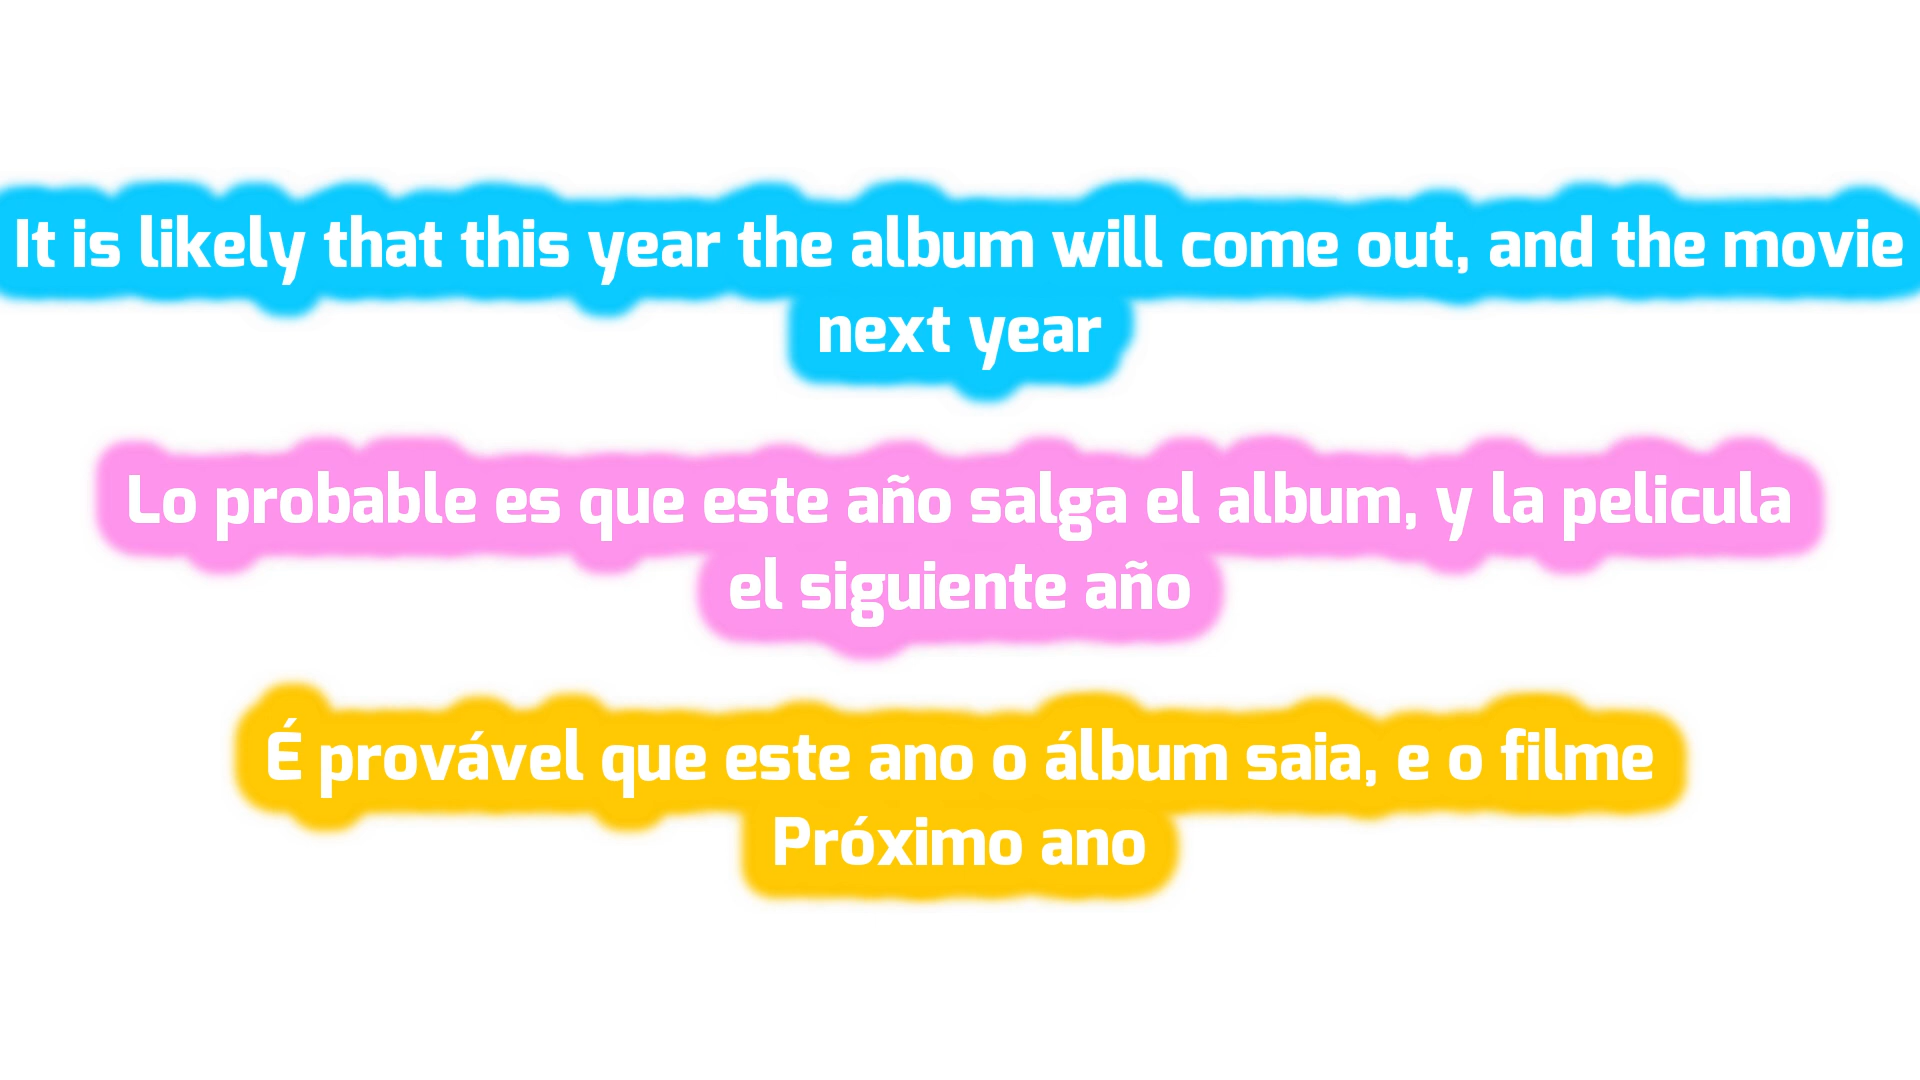 It is likely that this year the album will come out, and the movie
next year
Lo probable es que este año salga el album, y la pelicula
el siguiente año
É provável que este ano o álbum saia, e o filme
Próximo ano